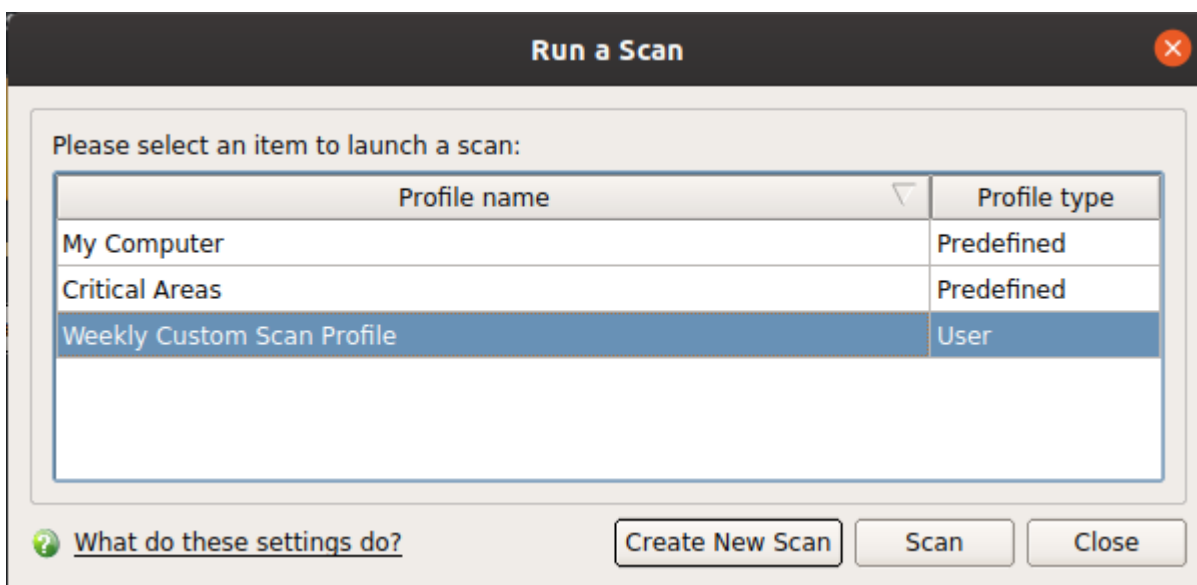 Run a Scan
Please select an item to launch a scan:
Profile name Profile type
My Computer Predefined
Critical Areas Predefined
Weekly Custom Scan Profile User
What do these settings do? Create New Scan Scan Close